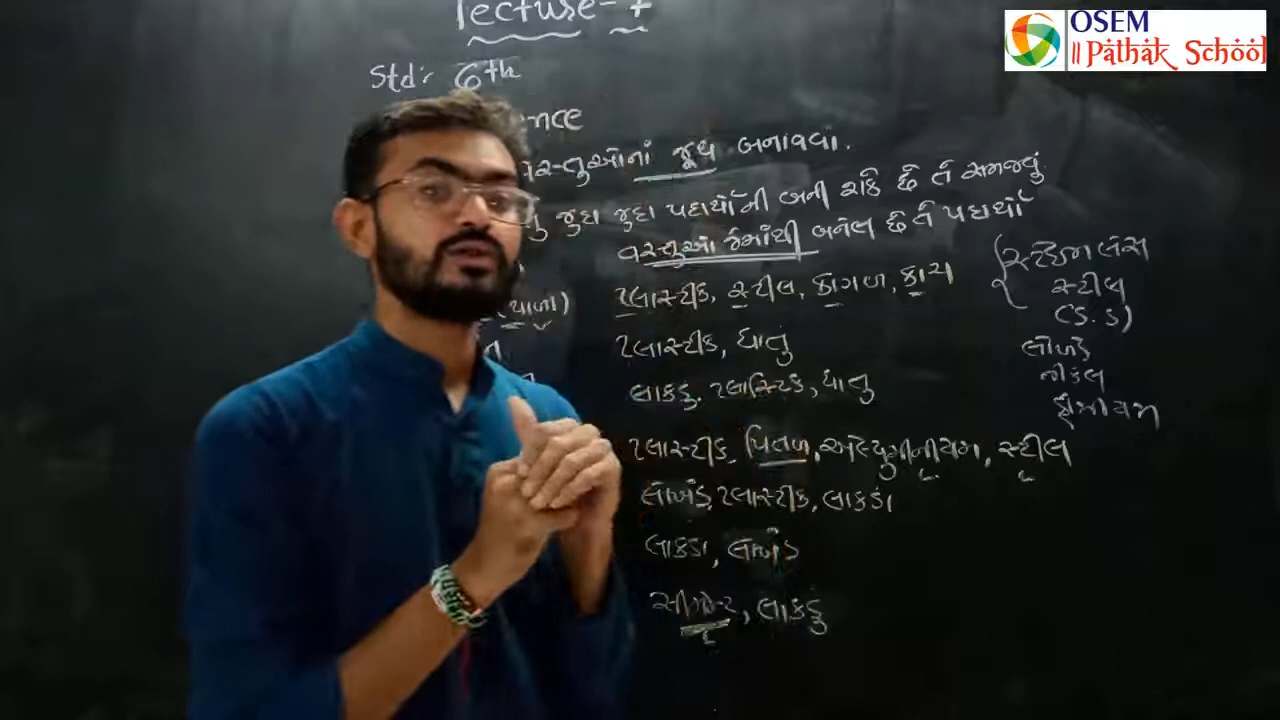 OSEM
|| Pathak School
lecture-
Std:- 6th
ence
વસ્તુઓનાં જૂથ બનાવવા.
જુદા જુદા પદાર્થોની બની શકે છે તે સમજવું.
વસ્તુઓ જેમાંથી બનેલ છે તે પદાર્થો
પ્લાસ્ટીક, સ્ટીલ, કાગળ, કાચ
પ્લાસ્ટીક, ધાતું
લાકડુ, પ્લાસ્ટિક, ધાતુ
પ્લાસ્ટીક, પિતળ, એલ્યુમીનીયમ, સ્ટીલ
લોખંડ, પ્લાસ્ટીક, લાકડાં
લાકડા, લોખંડ
સીમેન્ટ, લાકડું
સ્ટેઈનલેસ
સ્ટીલ
(S.S)
લોખંડ
નીકલ
ક્રોમીયમ